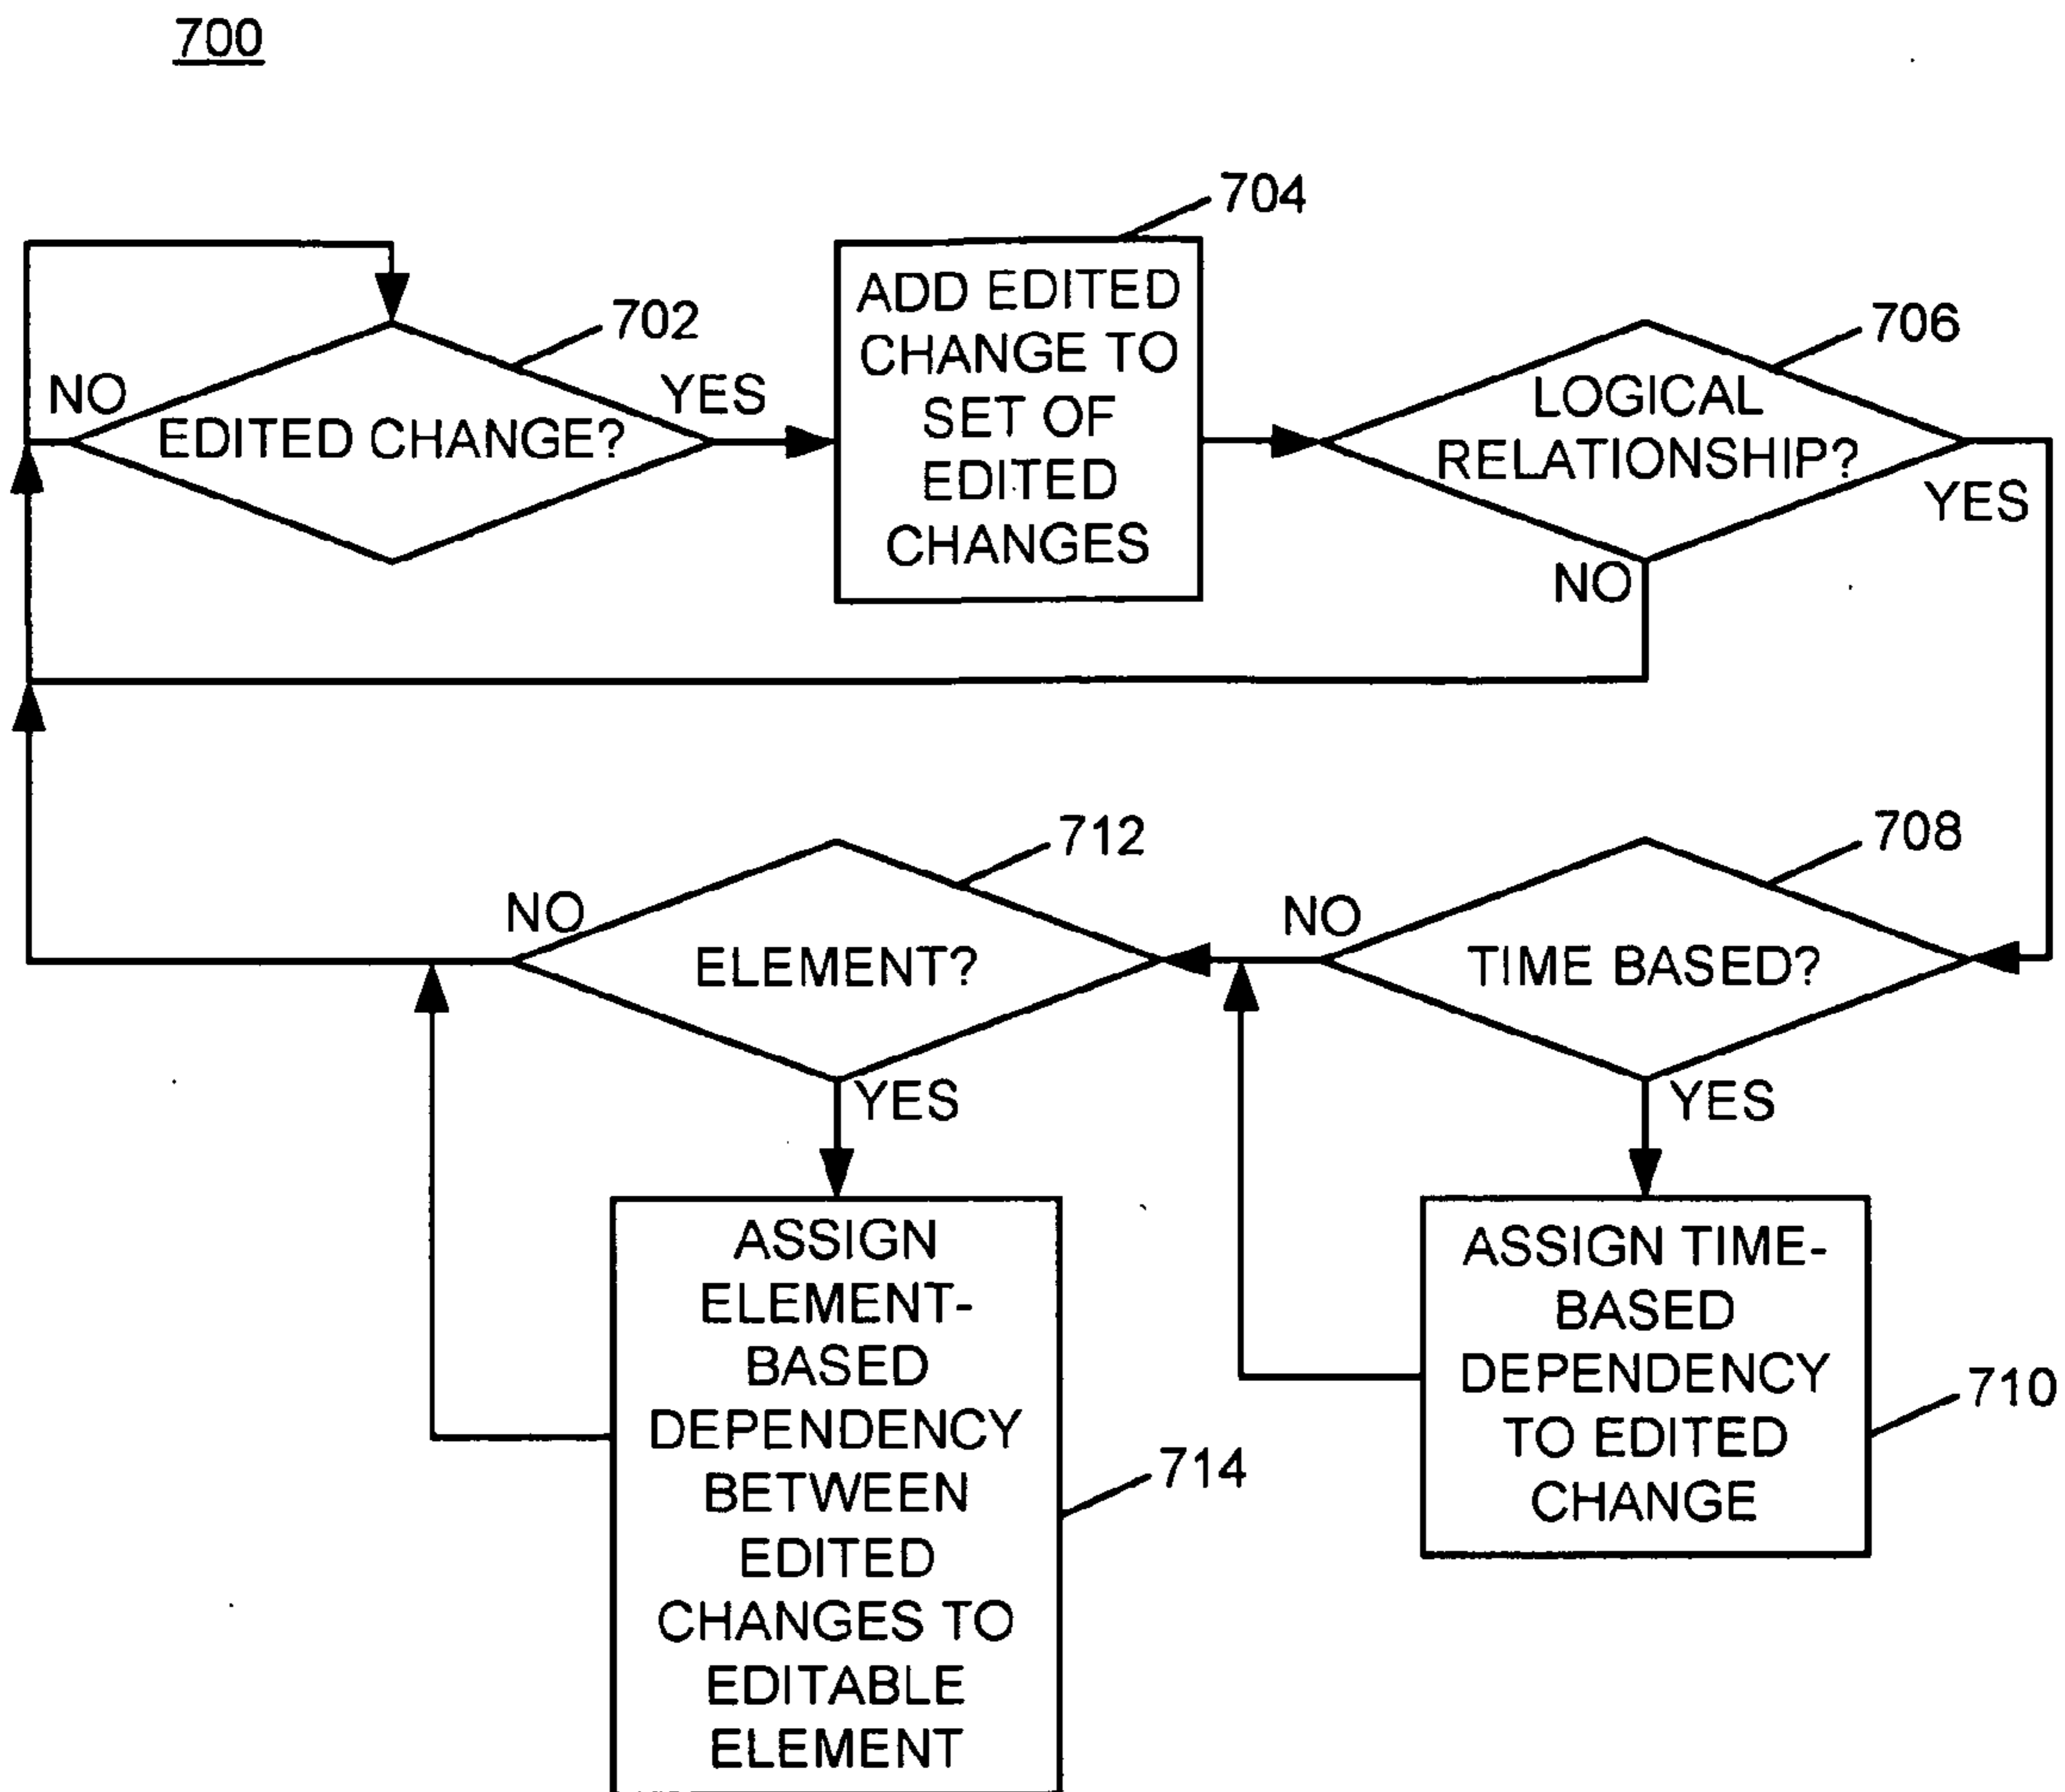 700
704
ADD EDITED
CHANGE TO
SET OF
EDITED
CHANGES
702
NO
YES
EDITED CHANGE?
706
LOGICAL
RELATIONSHIP?
YES
NO
708
TIME BASED?
NO
YES
712
ELEMENT?
NO
YES
ASSIGN TIME-
BASED
DEPENDENCY
TO EDITED
CHANGE
710
ASSIGN
ELEMENT-
BASED
DEPENDENCY
BETWEEN
EDITED
CHANGES TO
EDITABLE
ELEMENT
714